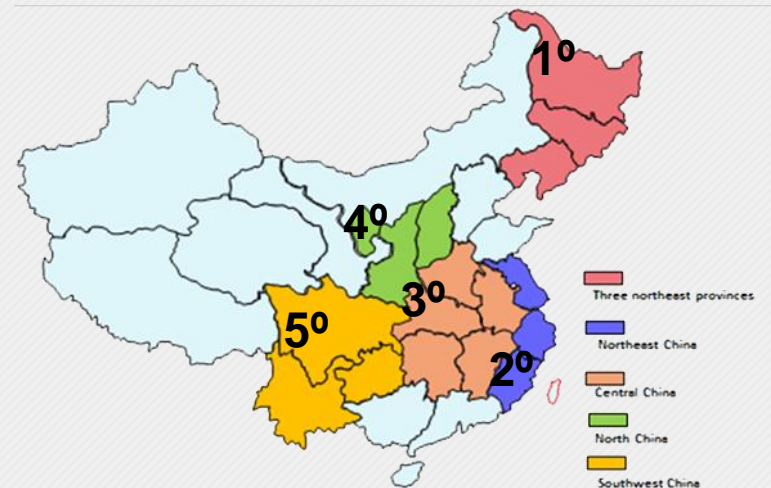 1º
4º
3º
5º
2º
Three northeast provinces
Northeast China
Central China
North China
Southwest China